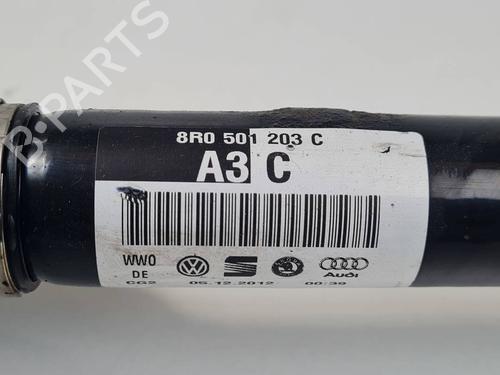 B-PARTS
8R0 501 203 C
A3 C
WWO
DE
Audi
CG2 05.12.2012 00:39